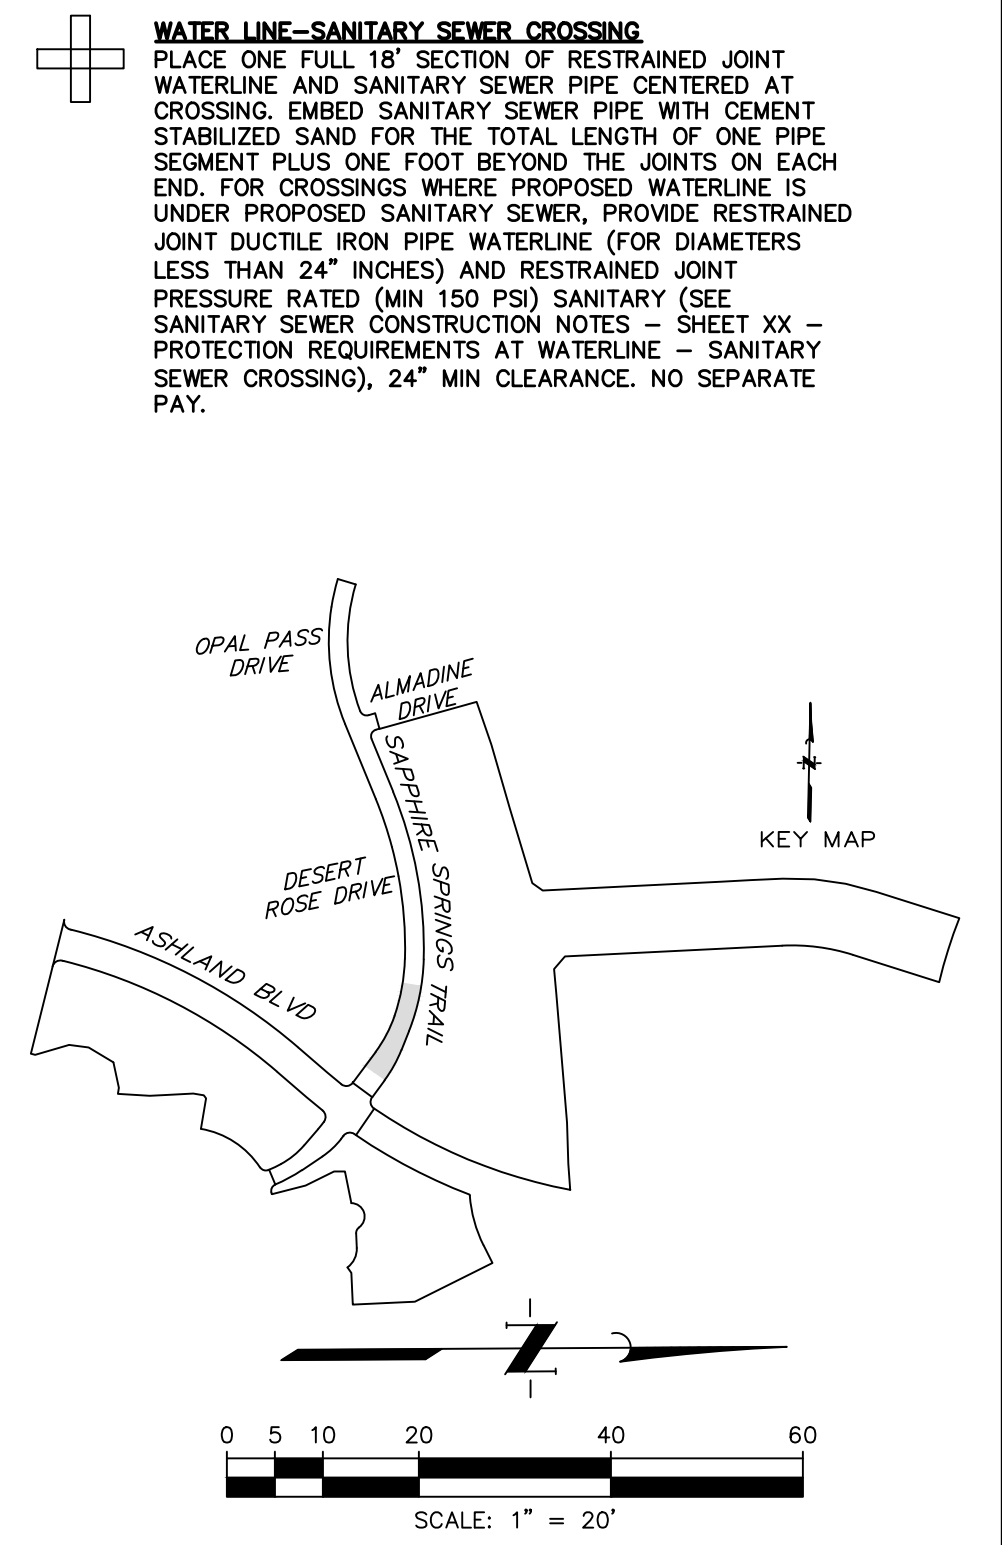 WATER LINE-SANITARY SEWER CROSSING
PLACE ONE FULL 18' SECTION OF RESTRAINED JOINT
WATERLINE AND SANITARY SEWER PIPE CENTERED AT
CROSSING. EMBED SANITARY SEWER PIPE WITH CEMENT
STABILIZED SAND FOR THE TOTAL LENGTH OF ONE PIPE
SEGMENT PLUS ONE FOOT BEYOND THE JOINTS ON EACH
END. FOR CROSSINGS WHERE PROPOSED WATERLINE IS
UNDER PROPOSED SANITARY SEWER, PROVIDE RESTRAINED
JOINT DUCTILE IRON PIPE WATERLINE (FOR DIAMETERS
LESS THAN 24" INCHES) AND RESTRAINED JOINT
PRESSURE RATED (MIN 150 PSI) SANITARY (SEE
SANITARY SEWER CONSTRUCTION NOTES - SHEET XX -
PROTECTION REQUIREMENTS AT WATERLINE - SANITARY
SEWER CROSSING), 24" MIN CLEARANCE. NO SEPARATE
PAY.
OPAL PASS
DRIVE
ALMADINE
DRIVE
SAPPHIRE SPRINGS TRAIL
N
KEY MAP
DESERT
ROSE DRIVE
ASHLAND BLVD
N
0 5 10 20 40 60
SCALE: 1" = 20'